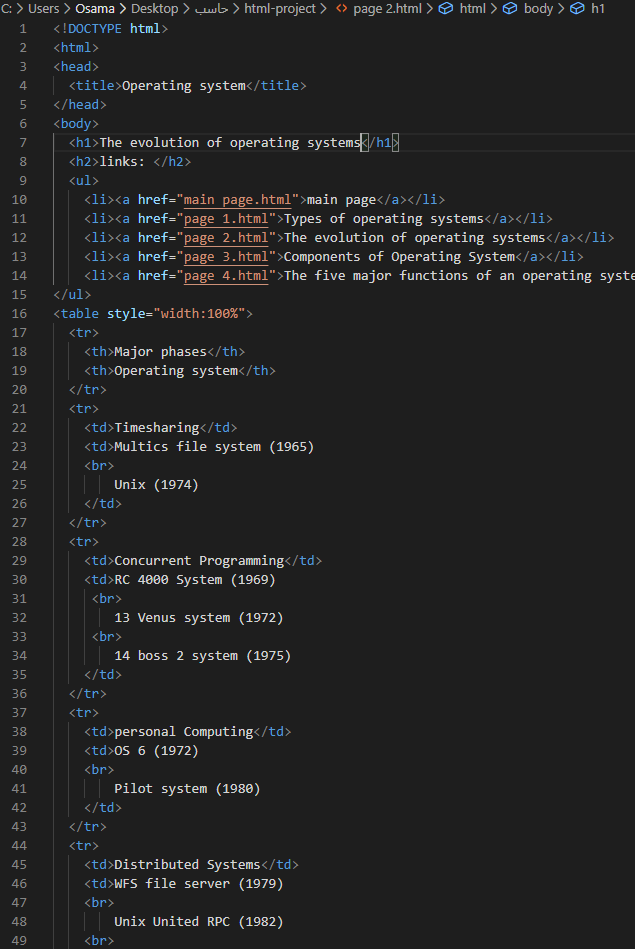 C: > Users > Osama > Desktop > حاسب > html-project > <> page 2.html > html > body > h1
1 <!DOCTYPE html>
2 <html>
3 <head>
4 <title>Operating system</title>
5 </head>
6 <body>
7 <h1>The evolution of operating systems</h1>
8 <h2>links: </h2>
9 <ul>
10 <li><a href="main page.html">main page</a></li>
11 <li><a href="page 1.html">Types of operating systems</a></li>
12 <li><a href="page 2.html">The evolution of operating systems</a></li>
13 <li><a href="page 3.html">Components of Operating System</a></li>
14 <li><a href="page 4.html">The five major functions of an operating syste
15 </ul>
16 <table style="width:100%">
17 <tr>
18 <th>Major phases</th>
19 <th>Operating system</th>
20 </tr>
21 <tr>
22 <td>Timesharing</td>
23 <td>Multics file system (1965)
24 <br>
25 Unix (1974)
26 </td>
27 </tr>
28 <tr>
29 <td>Concurrent Programming</td>
30 <td>RC 4000 System (1969)
31 <br>
32 13 Venus system (1972)
33 <br>
34 14 boss 2 system (1975)
35 </td>
36 </tr>
37 <tr>
38 <td>personal Computing</td>
39 <td>OS 6 (1972)
40 <br>
41 Pilot system (1980)
42 </td>
43 </tr>
44 <tr>
45 <td>Distributed Systems</td>
46 <td>WFS file server (1979)
47 <br>
48 Unix United RPC (1982)
49 <br>